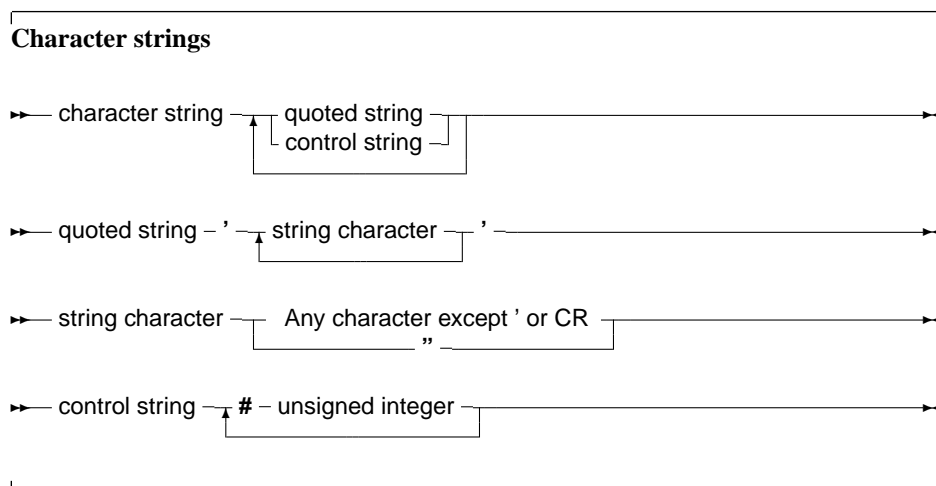 Character strings
character string quoted string
control string
quoted string ’ string character ’
string character Any character except ’ or CR
”
control string # unsigned integer